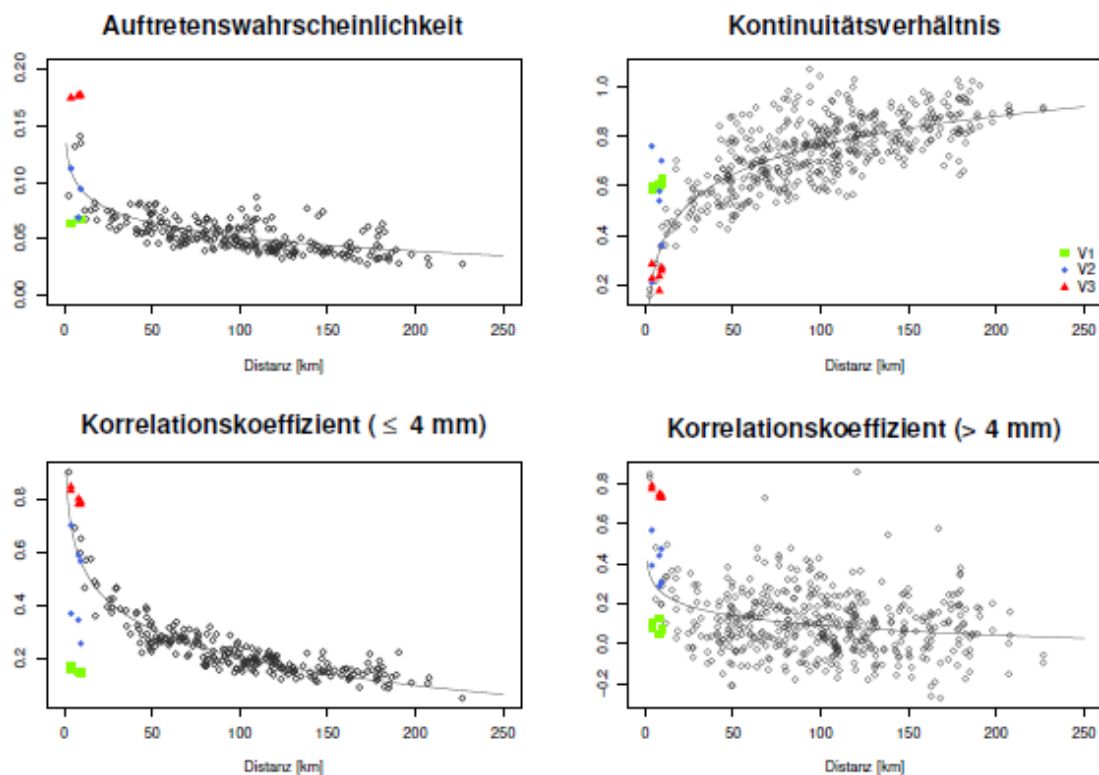 Auftretenswahrscheinlichkeit
0.20
0.15
0.10
0.05
0.00
0 50 100 150 200 250
Distanz [km]
Kontinuitätsverhältnis
1.0
0.8
0.6
0.4
0.2
V1
V2
V3
0 50 100 150 200 250
Distanz [km]
Korrelationskoeffizient ( ≤ 4 mm)
0.8
0.6
0.4
0.2
0 50 100 150 200 250
Distanz [km]
Korrelationskoeffizient (> 4 mm)
0.8
0.6
0.4
0.2
0.0
−0.2
0 50 100 150 200 250
Distanz [km]